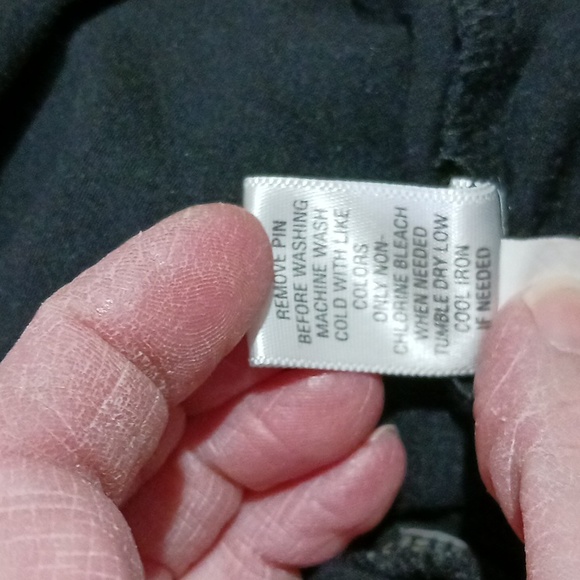 REMOVE PIN
BEFORE WASHING
MACHINE WASH
COLD WITH LIKE
COLORS
ONLY NON-
CHLORINE BLEACH
WHEN NEEDED
TUMBLE DRY LOW
COOL IRON
IF NEEDED